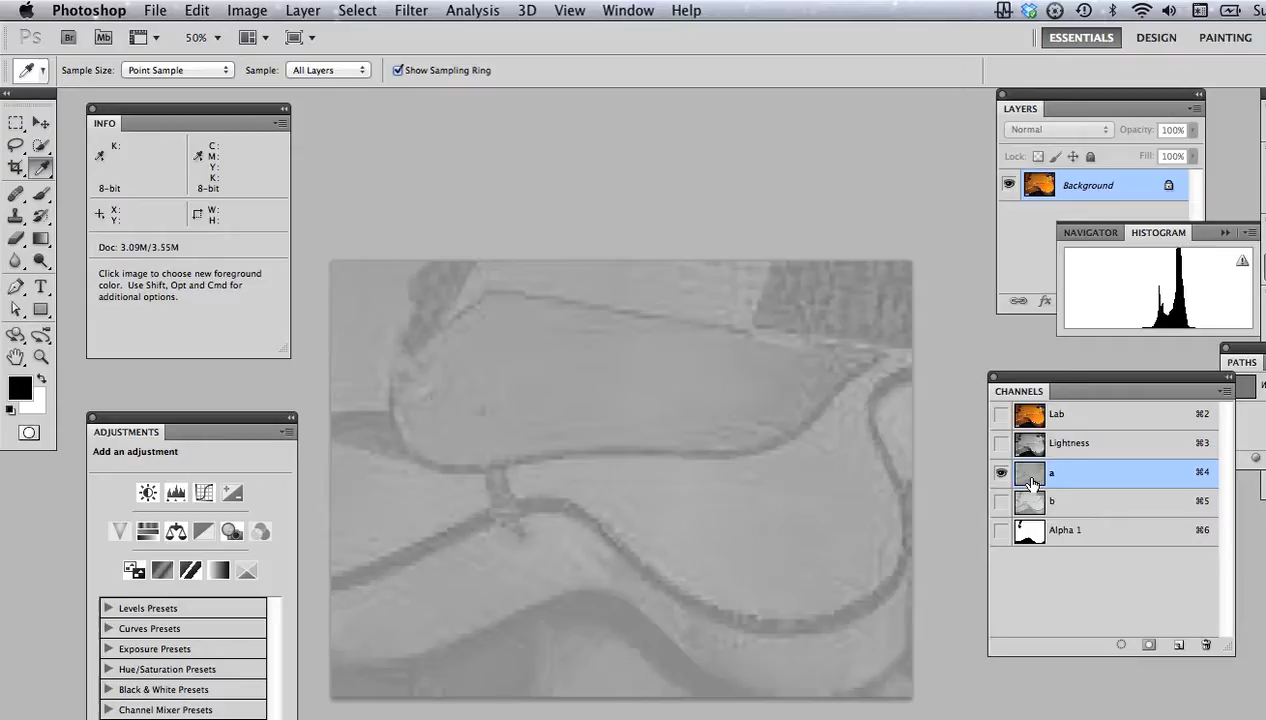 Photoshop File Edit Image Layer Select Filter Analysis 3D View Window Help
Ps Br Mb 50% ESSENTIALS DESIGN PAINTING
Sample Size: Point Sample Sample: All Layers Show Sampling Ring
INFO
K: C:
M:
Y:
K:
8-bit 8-bit
X: W:
Y: H:
Doc: 3.09M/3.55M
Click image to choose new foreground
color. Use Shift, Opt and Cmd for
additional options.
ADJUSTMENTS
Add an adjustment
Levels Presets
Curves Presets
Exposure Presets
Hue/Saturation Presets
Black & White Presets
Channel Mixer Presets
LAYERS
Normal Opacity: 100%
Lock: Fill: 100%
Background
fx
NAVIGATOR HISTOGRAM
PATHS
CHANNELS
Lab ⌘2
Lightness ⌘3
a ⌘4
b ⌘5
Alpha 1 ⌘6